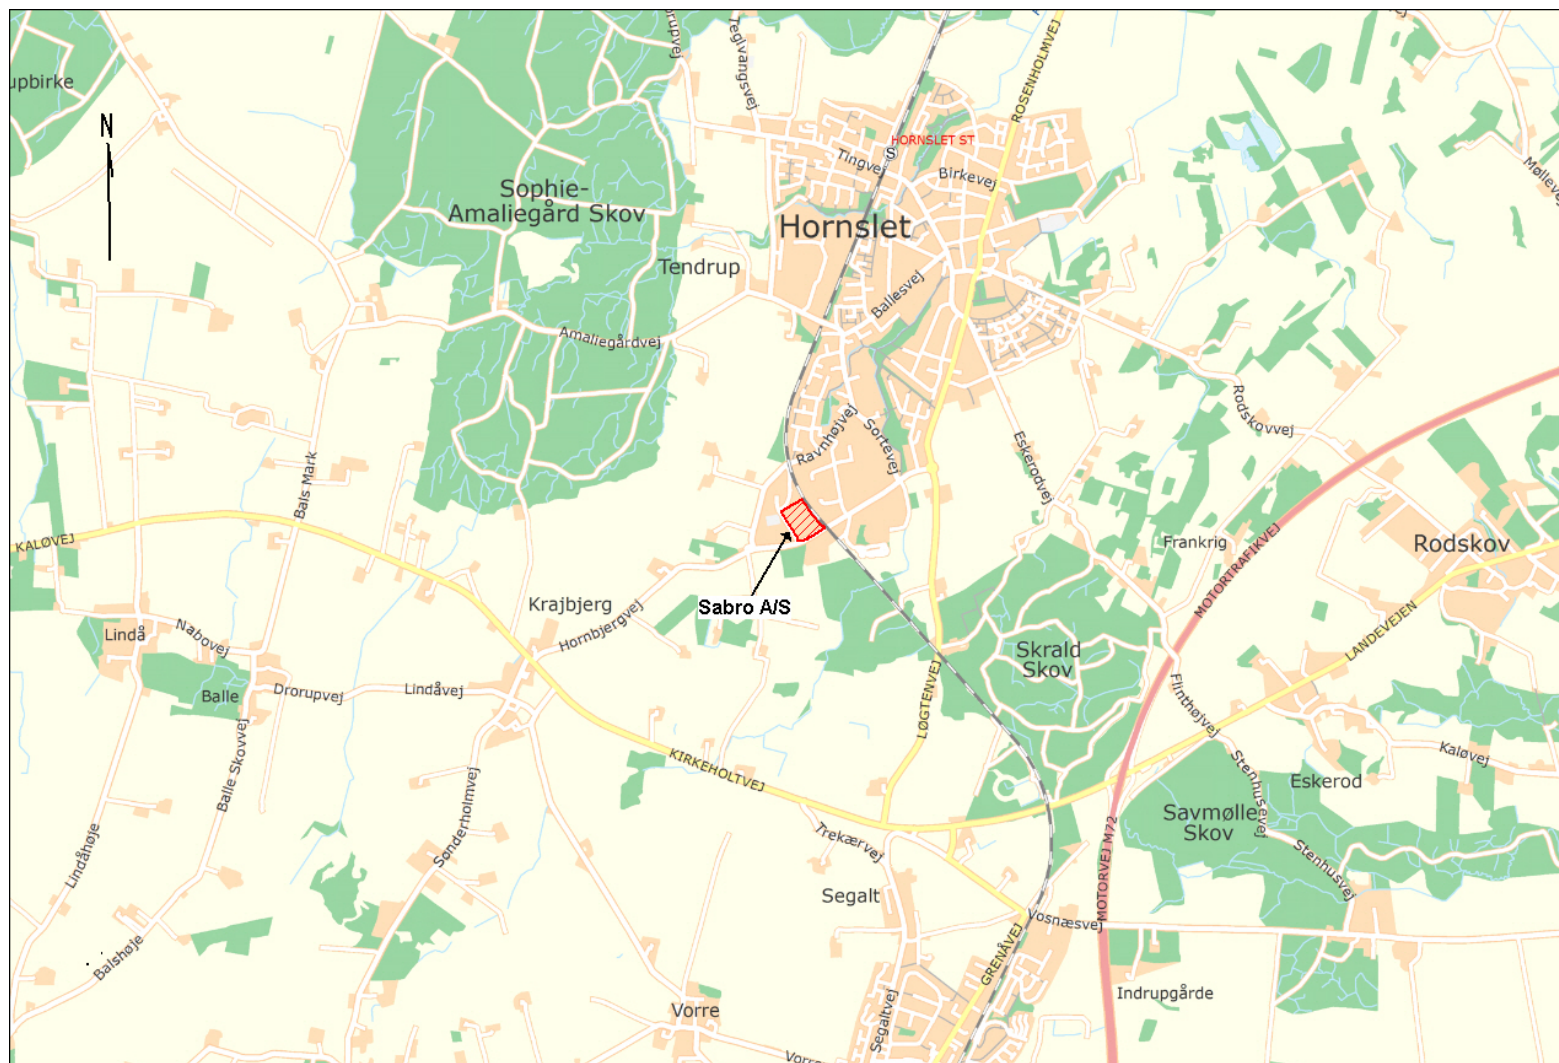 Teglvangsvej
ROSENHOLMVEJ
upbirke
N
HORNSLET ST
S
Tingvej
Birkevej
Møllevej
Sophie-
Amaliegård Skov
Hornslet
Tendrup
Ballesvej
Amaliegårdvej
Rodskovvej
Ravnhøjvej
Sortevej
Eskerodvej
Bals Mark
KALØVEJ
Frankrig
Rodskov
MOTORTRAFIKVEJ
Sabro A/S
Krajbjerg
Hornbjergvej
Lindå
Nabovej
LANDEVEJEN
Skrald
Skov
Balle
Drorupvej
Lindåvej
LØGTENVEJ
Flinthøjvej
KIRKEHOLTVEJ
Kaløvej
Balle Skovvej
Stenhusevej
Eskerod
Sonderholmvej
Savmølle
Skov
Trekærvej
MOTORVEJ M72
Lindåhøje
Stenhusvej
Segalt
Vosnæsvej
Balshøje
GRENÅVEJ
Indrupgårde
Vorre
Segaltvej